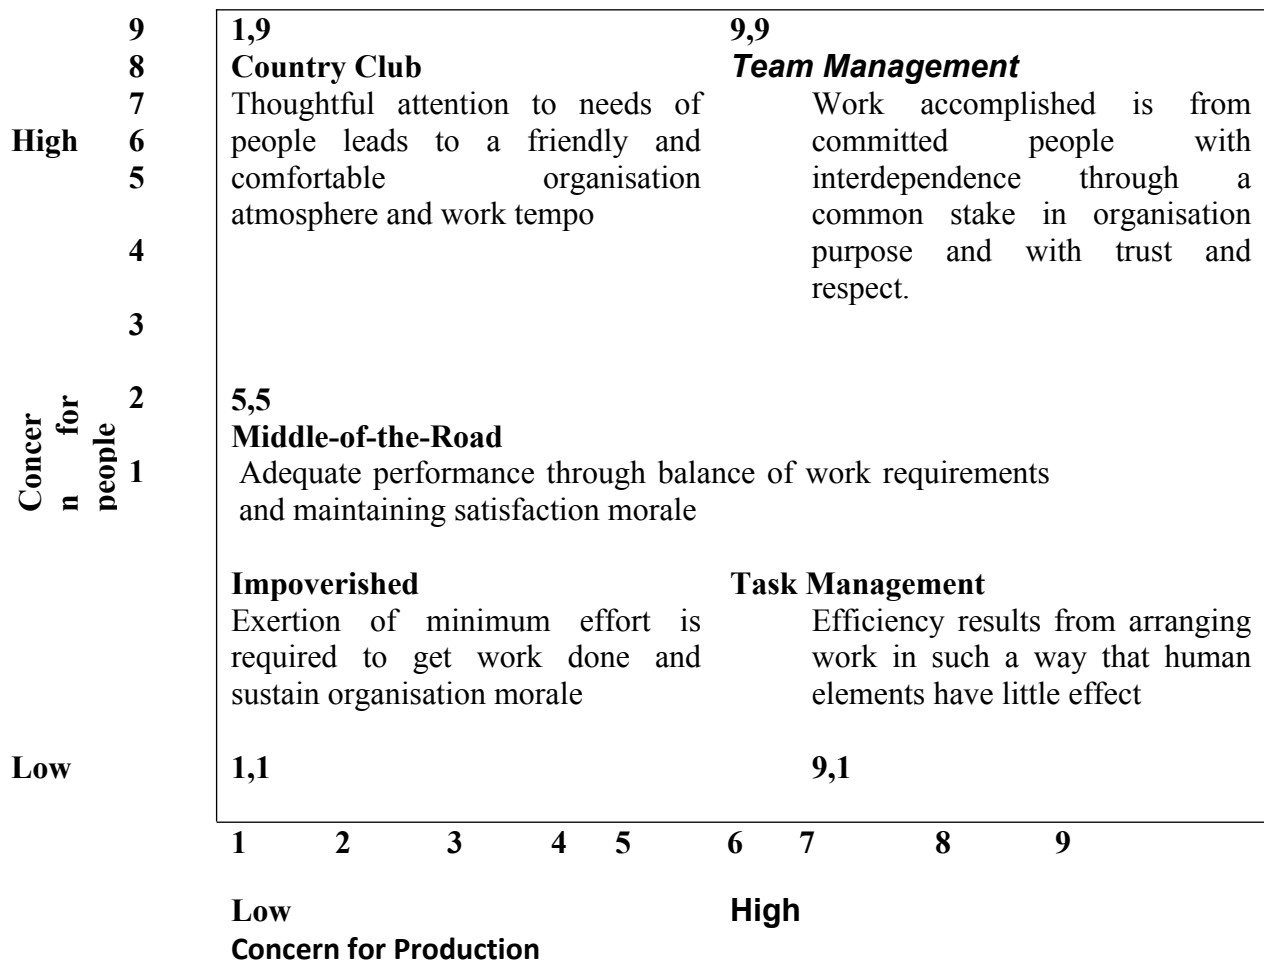 9 1,9 9,9
8 Country Club Team Management
7 Thoughtful attention to needs of Work accomplished is from
High 6 people leads to a friendly and committed people with
5 comfortable organisation interdependence through a
atmosphere and work tempo common stake in organisation
4 purpose and with trust and
respect.
3
2 5,5
Concer
n for
people
Middle-of-the-Road
1 Adequate performance through balance of work requirements
and maintaining satisfaction morale
Impoverished Task Management
Exertion of minimum effort is Efficiency results from arranging
required to get work done and work in such a way that human
sustain organisation morale elements have little effect
Low 1,1 9,1
1 2 3 4 5 6 7 8 9
Low High
Concern for Production